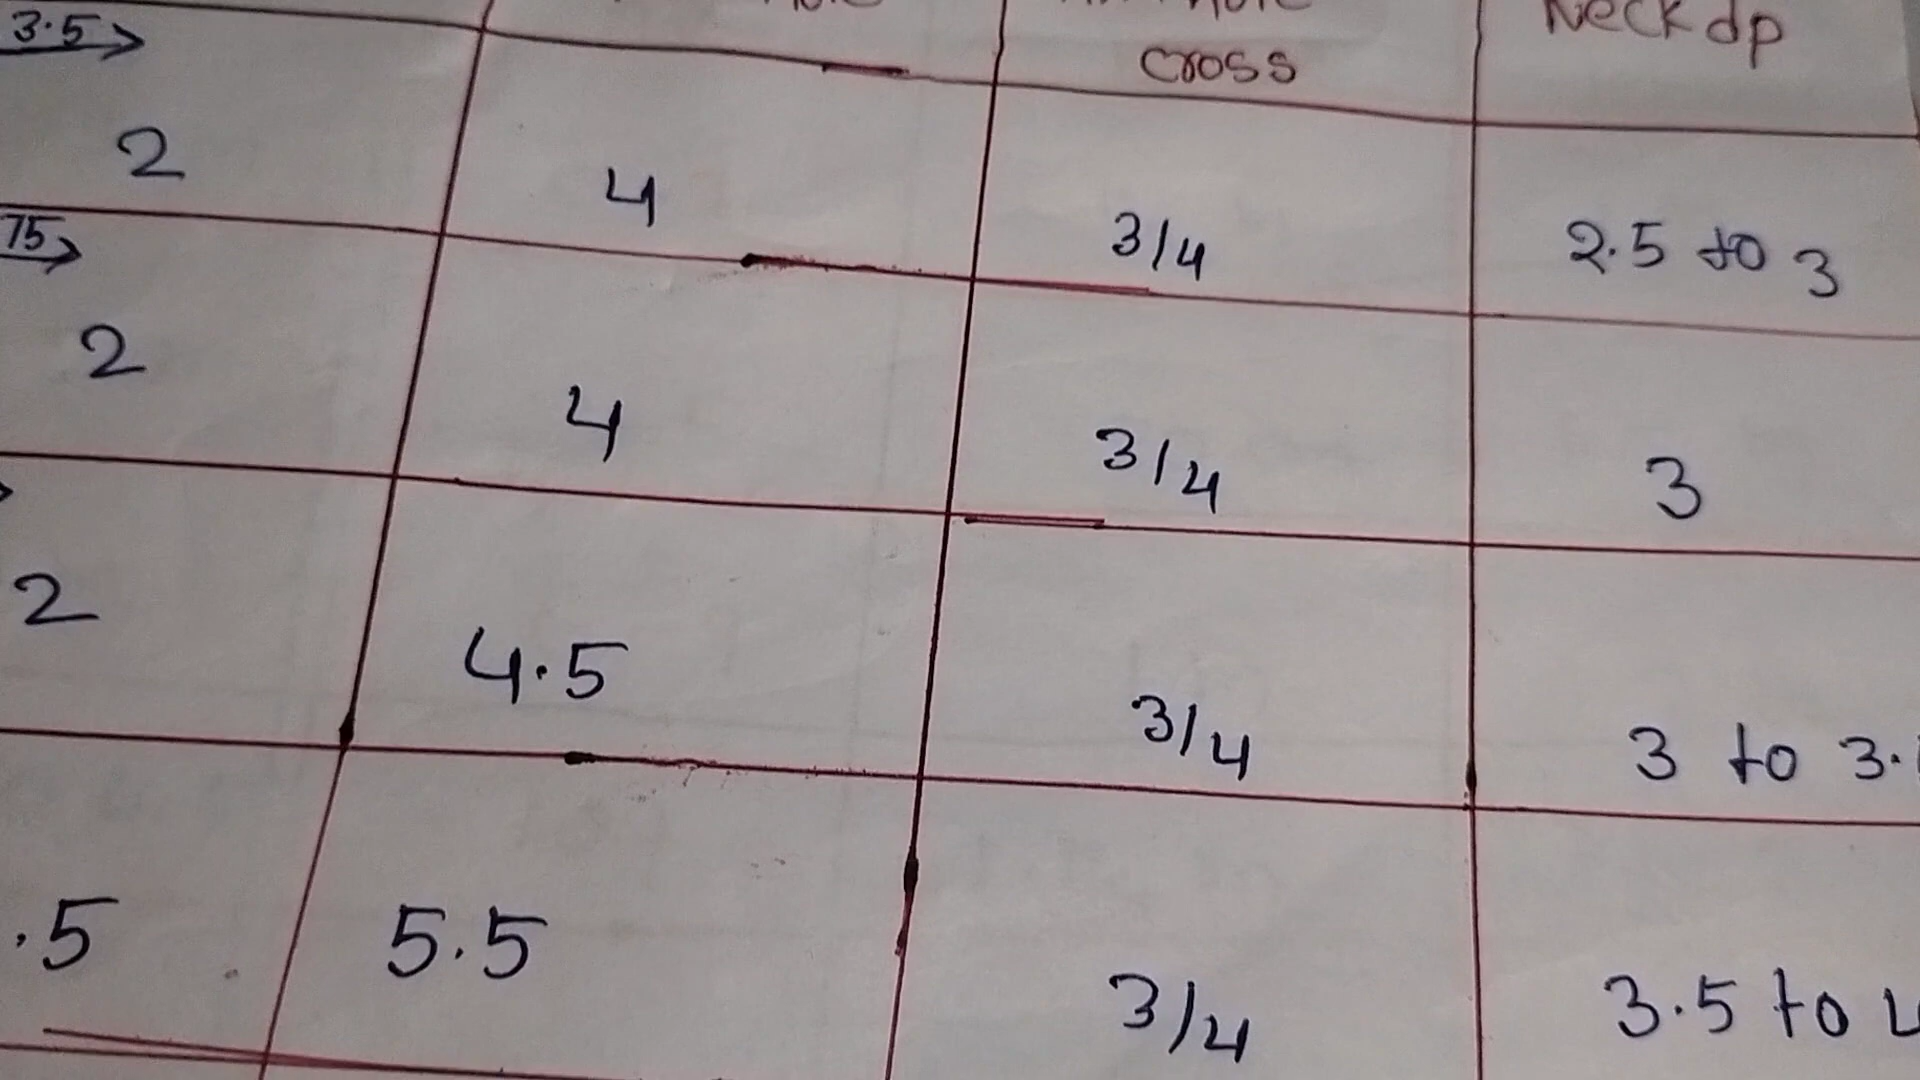 Neck dp
cross
3.5
2 4 3/4 2.5 to 3
75
2 4 3/4 3
2 4.5 3/4 3 to 3.
.5 5.5 3/4 3.5 to